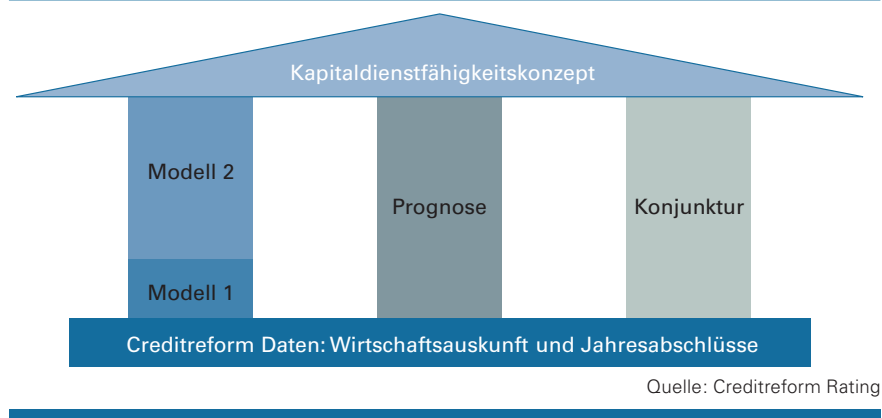 Kapitaldienstfähigkeitskonzept
Modell 2
Prognose
Konjunktur
Modell 1
Creditreform Daten: Wirtschaftsauskunft und Jahresabschlüsse
Quelle: Creditreform Rating